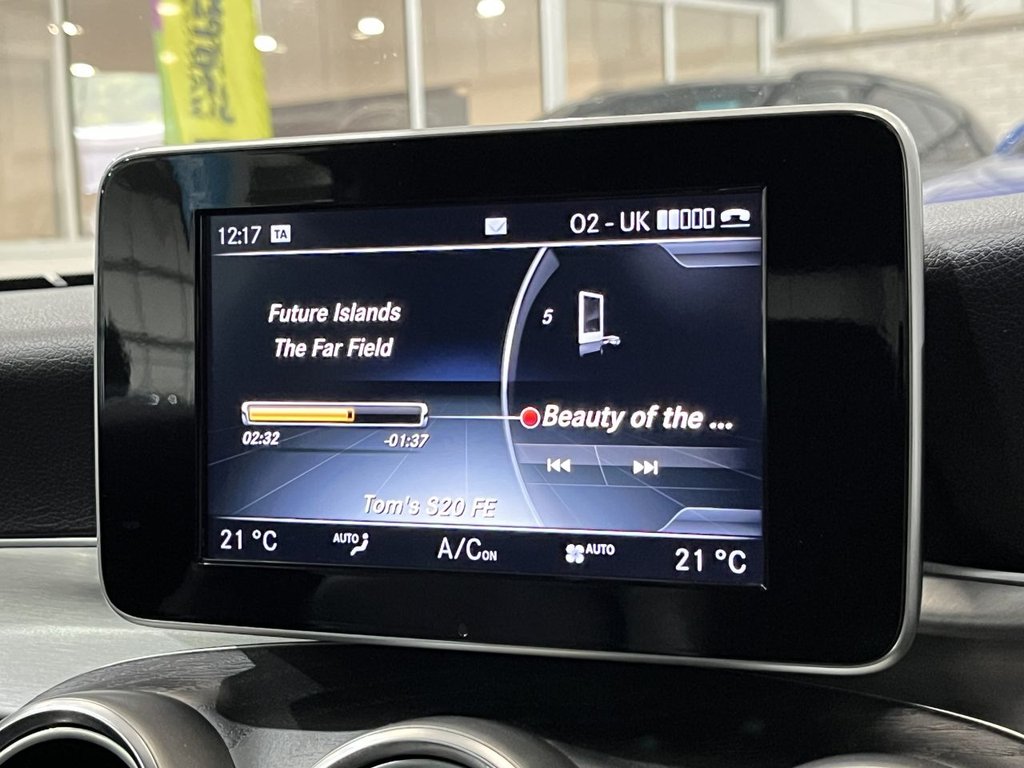 12:17 TA O2 - UK
Future Islands
5
The Far Field
Beauty of the ...
02:32 -01:37
Tom's S20 FE
21 °C AUTO A/C ON AUTO 21 °C